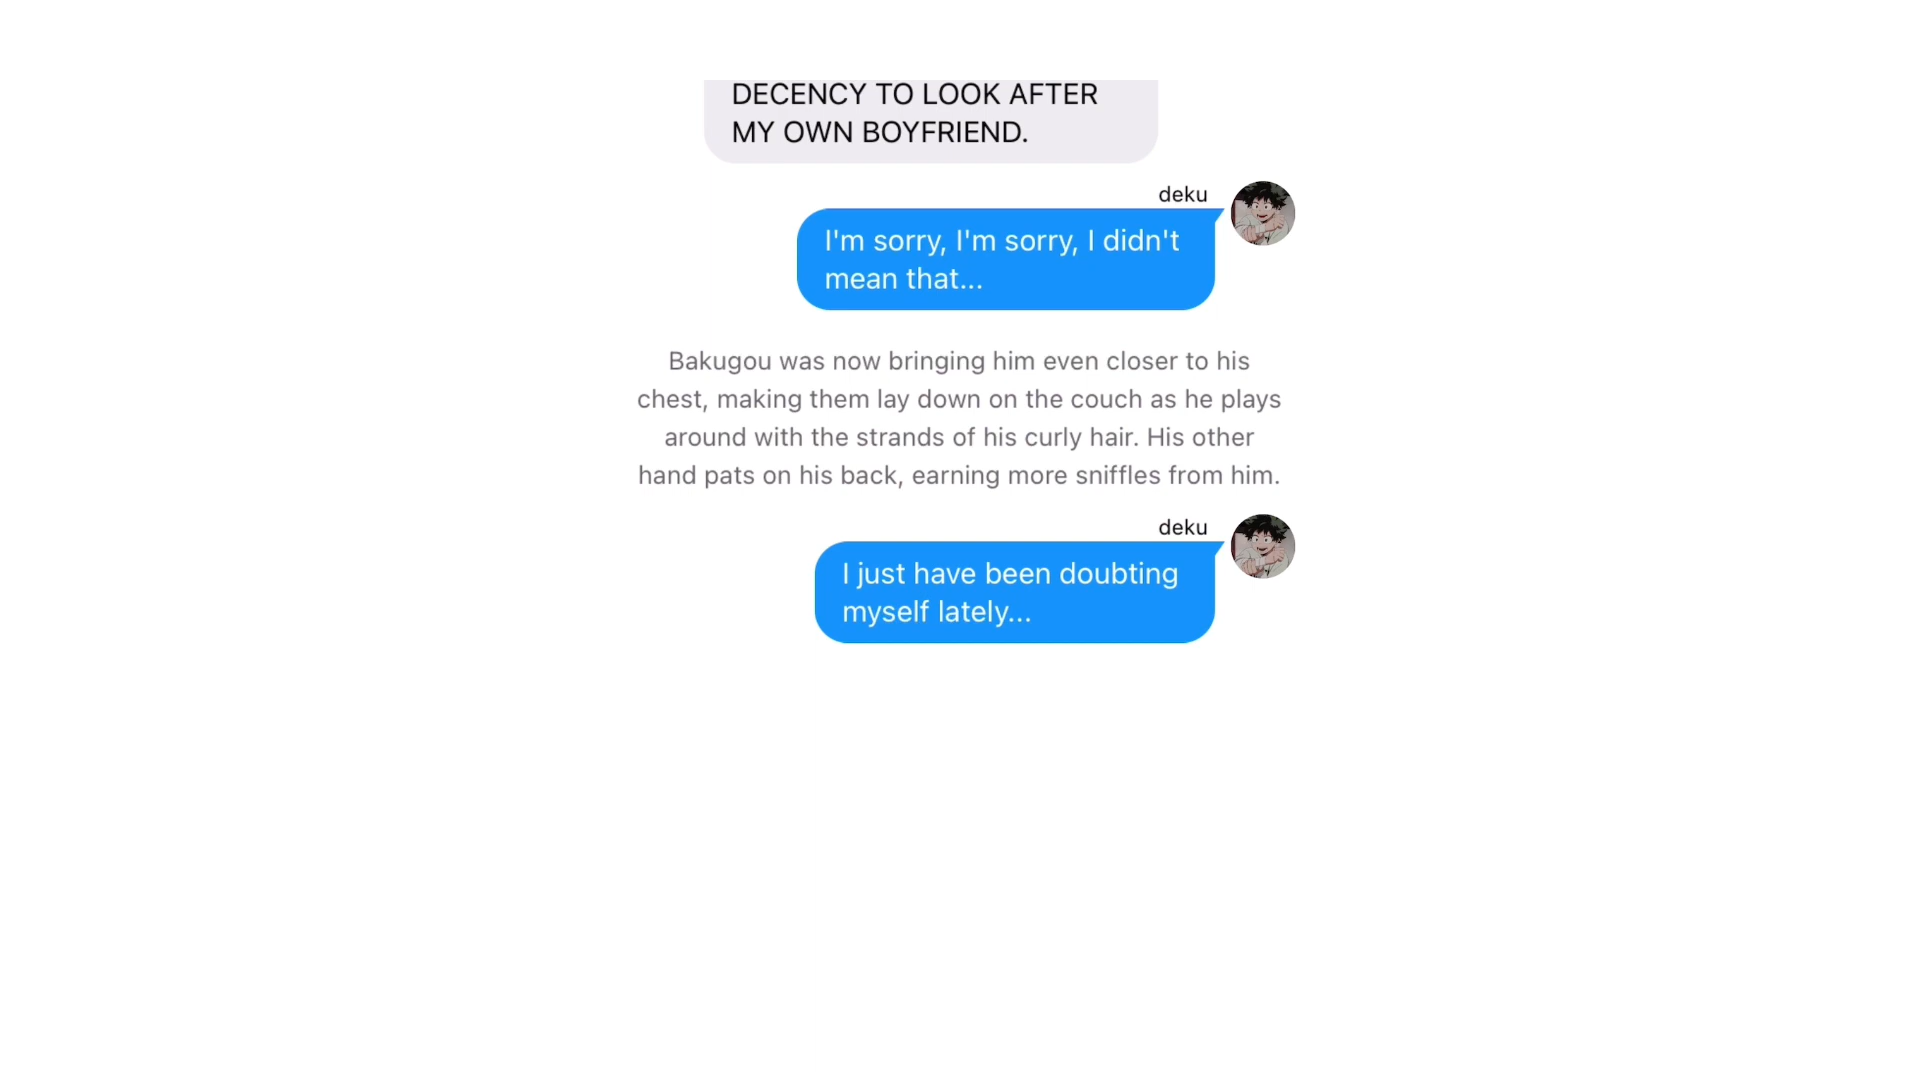 DECENCY TO LOOK AFTER
MY OWN BOYFRIEND.
deku
I'm sorry, I'm sorry, I didn't
mean that...
Bakugou was now bringing him even closer to his
chest, making them lay down on the couch as he plays
around with the strands of his curly hair. His other
hand pats on his back, earning more sniffles from him.
deku
I just have been doubting
myself lately...